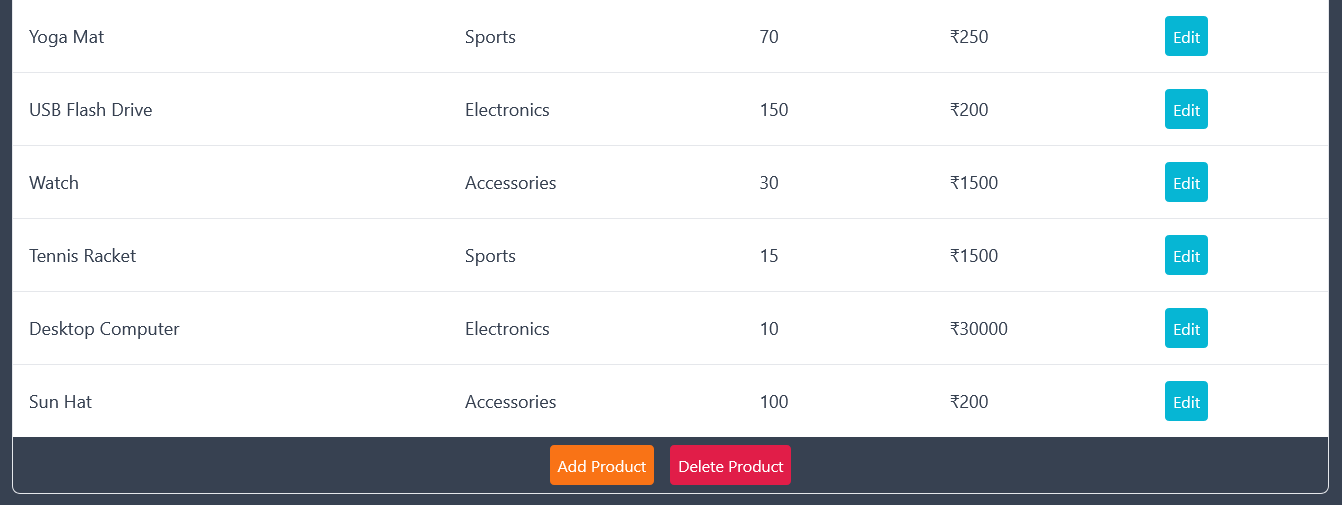 Yoga Mat Sports 70 ₹250 Edit
USB Flash Drive Electronics 150 ₹200 Edit
Watch Accessories 30 ₹1500 Edit
Tennis Racket Sports 15 ₹1500 Edit
Desktop Computer Electronics 10 ₹30000 Edit
Sun Hat Accessories 100 ₹200 Edit
Add Product Delete Product